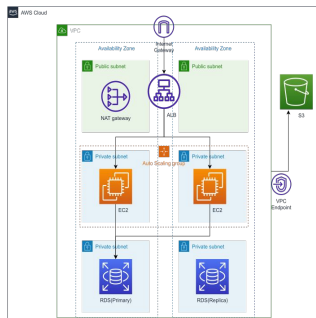 AWS Cloud
VPC
Internet
Gateway
Availability Zone
Availability Zone
Public subnet
Public subnet
NAT gateway
ALB
S3
Private subnet
Private subnet
Auto Scaling group
EC2
EC2
VPC
Endpoint
Private subnet
Private subnet
RDS(Primary)
RDS(Replica)